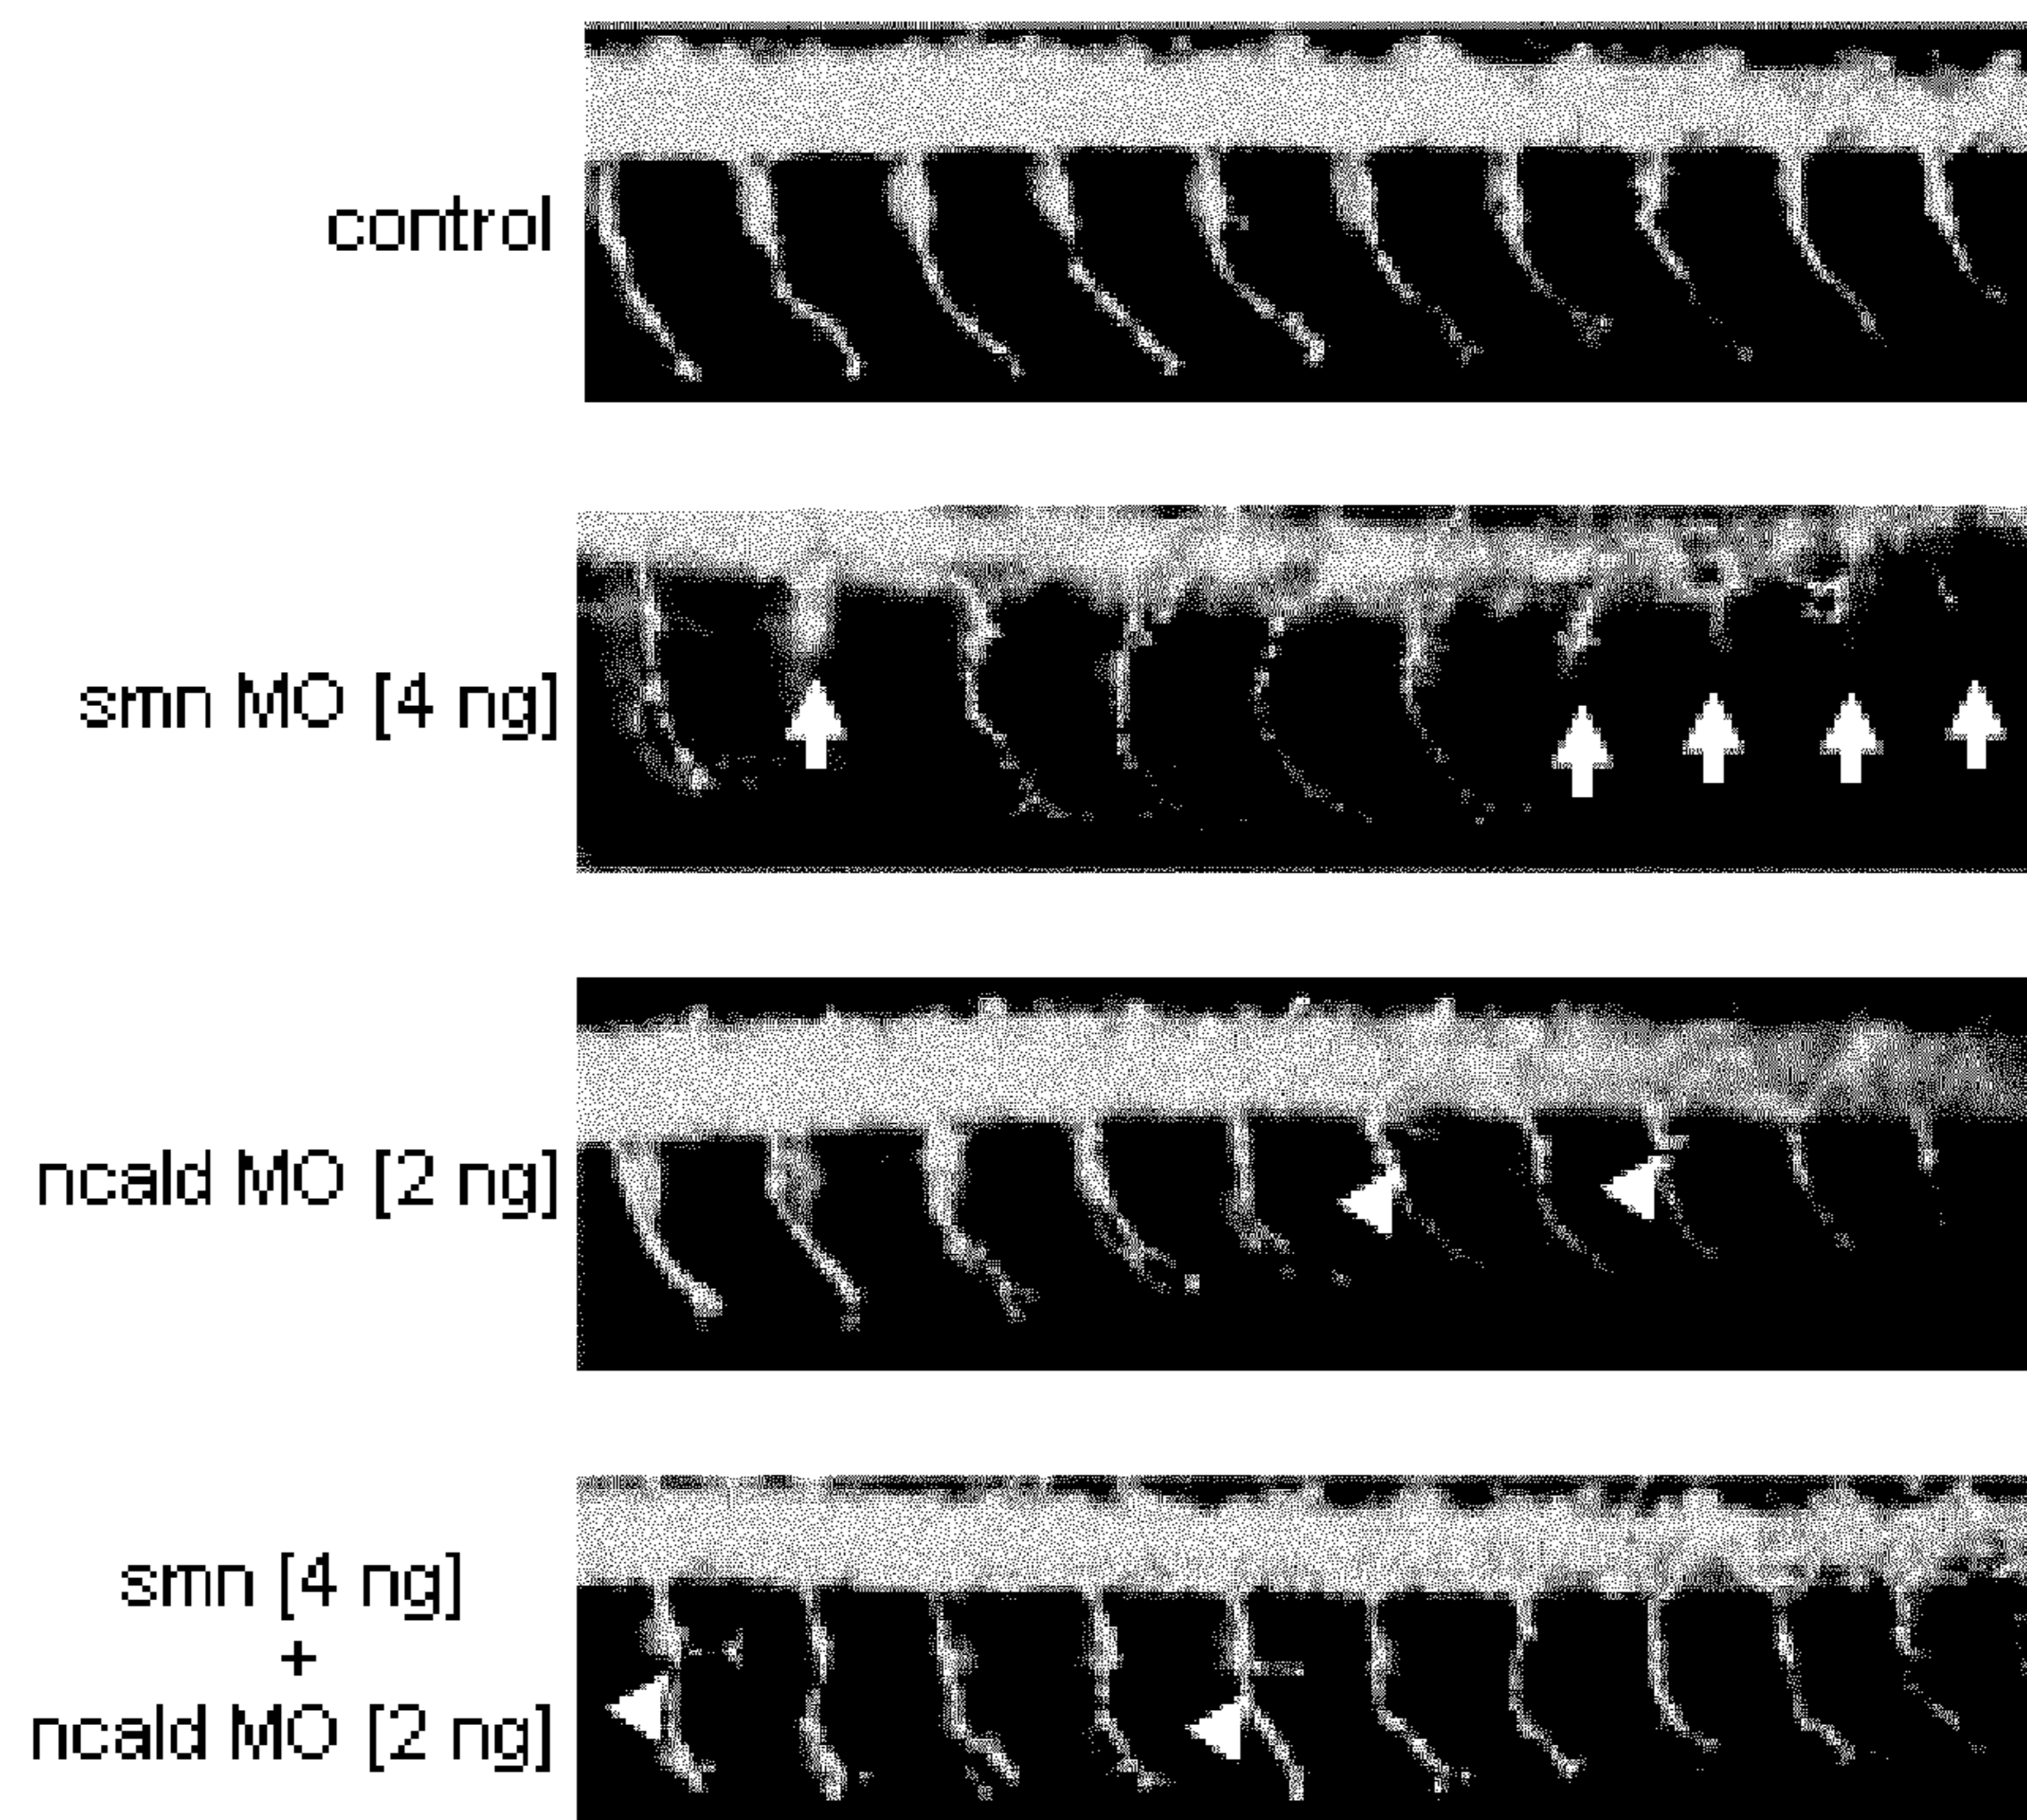 control
smn MO [4 ng]
ncald MO [2 ng]
smn [4 ng]
+
ncald MO [2 ng]